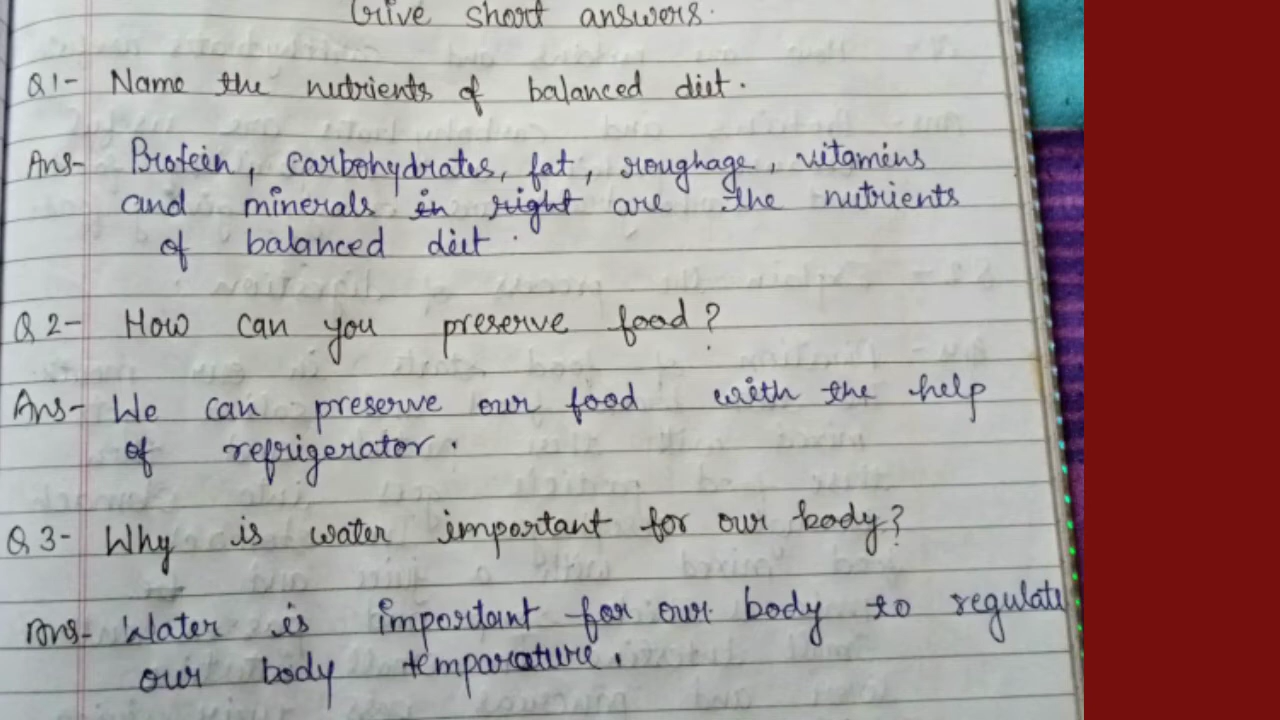 Give short answers.
Q1- Name the nutrients of balanced diet.
Ans- Protein, carbohydrates, fat, roughage, vitamins
and minerals in right are the nutrients
of balanced diet.
Q2- How can you preserve food?
Ans- We can preserve our food with the help
of refrigerator.
Q3- Why is water important for our body?
Ans- Water is important for our body to regulate
our body temparature.